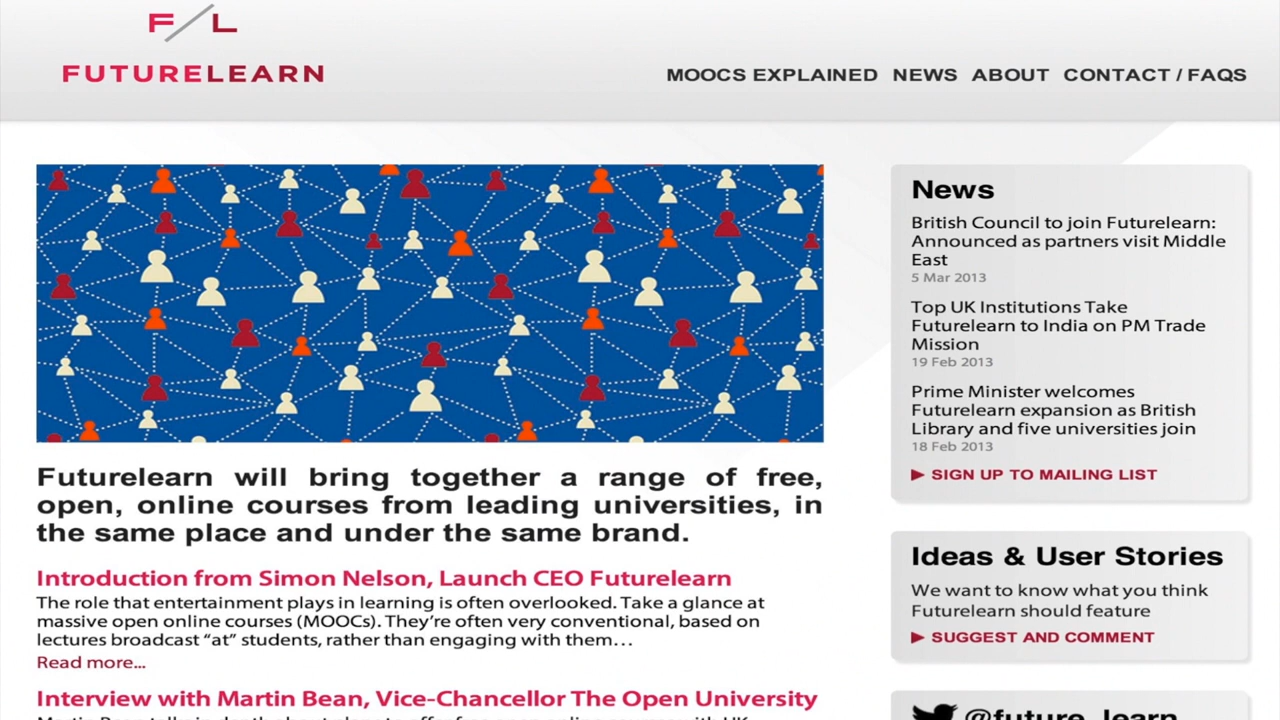 F/L
FUTURELEARN
MOOCS EXPLAINED NEWS ABOUT CONTACT / FAQS
Futurelearn will bring together a range of free,
open, online courses from leading universities, in
the same place and under the same brand.
Introduction from Simon Nelson, Launch CEO Futurelearn
The role that entertainment plays in learning is often overlooked. Take a glance at
massive open online courses (MOOCs). They’re often very conventional, based on
lectures broadcast “at” students, rather than engaging with them…
Read more...
Interview with Martin Bean, Vice-Chancellor The Open University
News
British Council to join Futurelearn:
Announced as partners visit Middle
East
5 Mar 2013
Top UK Institutions Take
Futurelearn to India on PM Trade
Mission
19 Feb 2013
Prime Minister welcomes
Futurelearn expansion as British
Library and five universities join
18 Feb 2013
▶ SIGN UP TO MAILING LIST
Ideas & User Stories
We want to know what you think
Futurelearn should feature
▶ SUGGEST AND COMMENT
@future_learn